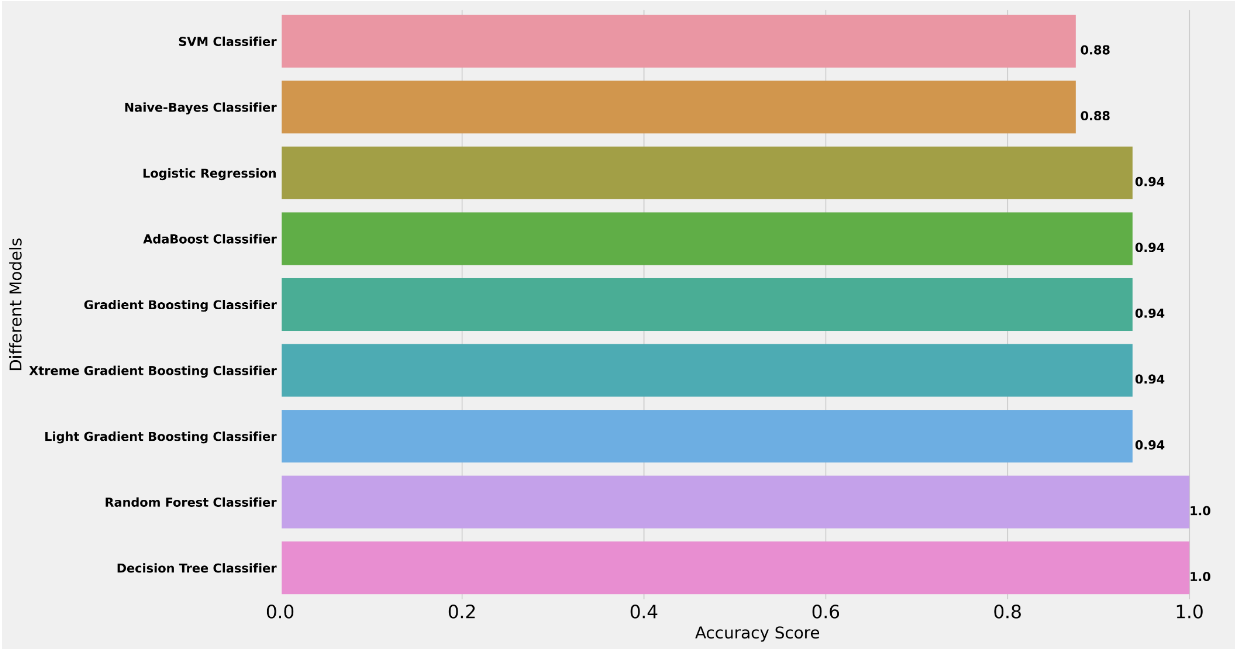 SVM Classifier
0.88
Naive-Bayes Classifier
0.88
Logistic Regression
0.94
AdaBoost Classifier
0.94
Gradient Boosting Classifier
0.94
Xtreme Gradient Boosting Classifier
0.94
Light Gradient Boosting Classifier
0.94
Random Forest Classifier
1.0
Decision Tree Classifier
1.0
Different Models
0.0 0.2 0.4 0.6 0.8 1.0
Accuracy Score